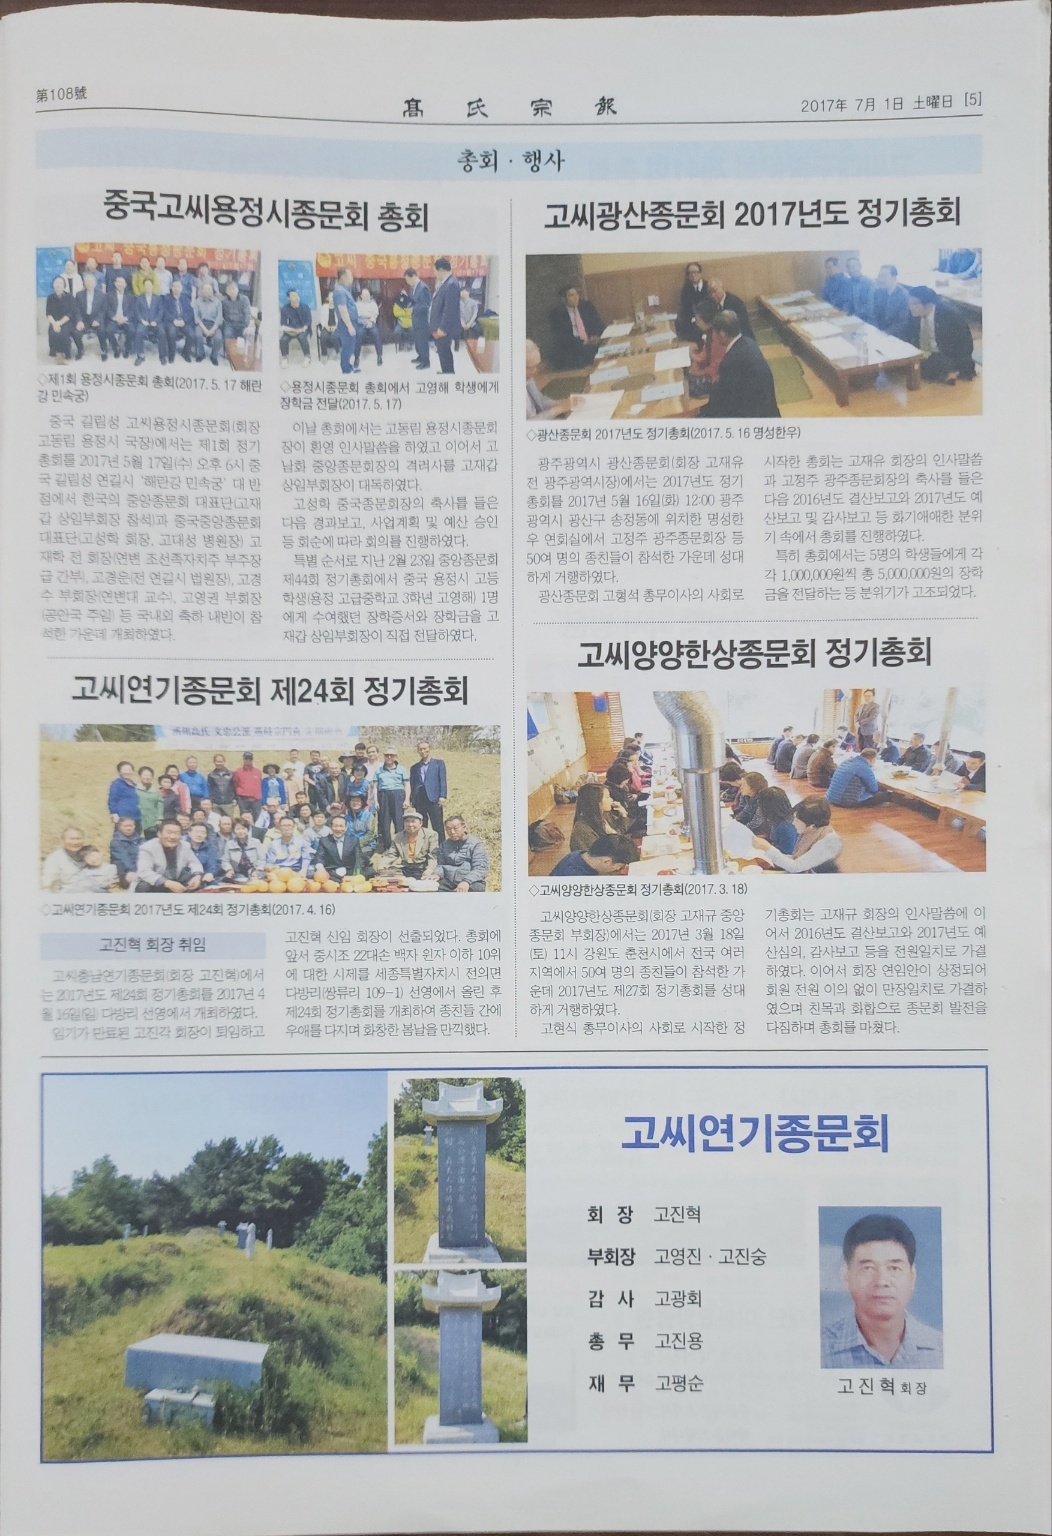 第108號
高氏宗報
2017年 7月 1日 土曜日 [5]
총회 · 행사
중국고씨용정시종문회 총회
◇제1회 용정시종문회 총회(2017. 5. 17 해란
강 민속궁)
◇용정시종문회 총회에서 고영해 학생에게
장학금 전달(2017. 5. 17)
중국 길림성 고씨용정시종문회(회장
고동림 용정시 국장)에서는 제1회 정기
총회를 2017년 5월 17일(수) 오후 6시 중
국 길림성 연길시 '해란강 민속궁' 대 반
점에서 한국의 중앙종문회 대표단(고재
갑 상임부회장 참석)과 중국중앙종문회
대표단(고성학 회장, 고대성 병원장) 고
재학 전 회장(연변 조선족자치주 부주장
급 간부), 고경운(전 연길시 법원장), 고경
수 부회장(연변대 교수), 고영권 부회장
(공안국 주임) 등 국내외 축하 내빈이 참
석한 가운데 개최하였다.
이날 총회에서는 고동림 용정시종문회
장이 환영 인사말씀을 하였고 이어서 고
남화 중앙종문회장의 격려사를 고재갑
상임부회장이 대독하였다.
고성학 중국종문회장의 축사를 들은
다음 경과보고, 사업계획 및 예산 승인
등 회순에 따라 회의를 진행하였다.
특별 순서로 지난 2월 23일 중앙종문회
제44회 정기총회에서 중국 용정시 고등
학생(용정 고급중학교 3학년 고영해) 1명
에게 수여했던 장학증서와 장학금을 고
재갑 상임부회장이 직접 전달하였다.
고씨연기종문회 제24회 정기총회
◇고씨연기종문회 2017년도 제24회 정기총회(2017. 4. 16)
고진혁 회장 취임
고씨충남연기종문회(회장 고진혁)에서
는 2017년도 제24회 정기총회를 2017년 4
월 16일(일) 다방리 선영에서 개최하였다.
임기가 만료된 고진각 회장이 퇴임하고
고진혁 신임 회장이 선출되었다. 총회에
앞서 중시조 22대손 백자 윈자 이하 10위
에 대한 시제를 세종특별자치시 전의면
다방리(쌍류리 109-1) 선영에서 올린 후
제24회 정기총회를 개최하여 종친들 간에
우애를 다지며 화창한 봄날을 만끽했다.
고씨광산종문회 2017년도 정기총회
◇광산종문회 2017년도 정기총회(2017. 5. 16 명성한우)
광주광역시 광산종문회(회장 고재유
전 광주광역시장)에서는 2017년도 정기
총회를 2017년 5월 16일(화) 12:00 광주
광역시 광산구 송정동에 위치한 명성한
우 연회실에서 고정주 광주종문회장 등
50여 명의 종친들이 참석한 가운데 성대
하게 거행하였다.
광산종문회 고형석 총무이사의 사회로
시작한 총회는 고재유 회장의 인사말씀
과 고정주 광주종문회장의 축사를 들은
다음 2016년도 결산보고와 2017년도 예
산보고 및 감사보고 등 화기애애한 분위
기 속에서 총회를 진행하였다.
특히 총회에서는 5명의 학생들에게 각
각 1,000,000원씩 총 5,000,000원의 장학
금을 전달하는 등 분위기가 고조되었다.
고씨양양한상종문회 정기총회
◇고씨양양한상종문회 정기총회(2017. 3. 18)
고씨양양한상종문회(회장 고재규 중앙
종문회 부회장)에서는 2017년 3월 18일
(토) 11시 강원도 춘천시에서 전국 여러
지역에서 50여 명의 종친들이 참석한 가
운데 2017년도 제27회 정기총회를 성대
하게 거행하였다.
고현식 총무이사의 사회로 시작한 정
기총회는 고재규 회장의 인사말씀에 이
어서 2016년도 결산보고와 2017년도 예
산심의, 감사보고 등을 전원일치로 가결
하였다. 이어서 회장 연임안이 상정되어
회원 전원 이의 없이 만장일치로 가결하
였으며 친목과 화합으로 종문회 발전을
다짐하며 총회를 마쳤다.
고씨연기종문회
회 장 고진혁
부회장 고영진 · 고진숭
감 사 고광회
총 무 고진용
재 무 고평순
고진혁 회장